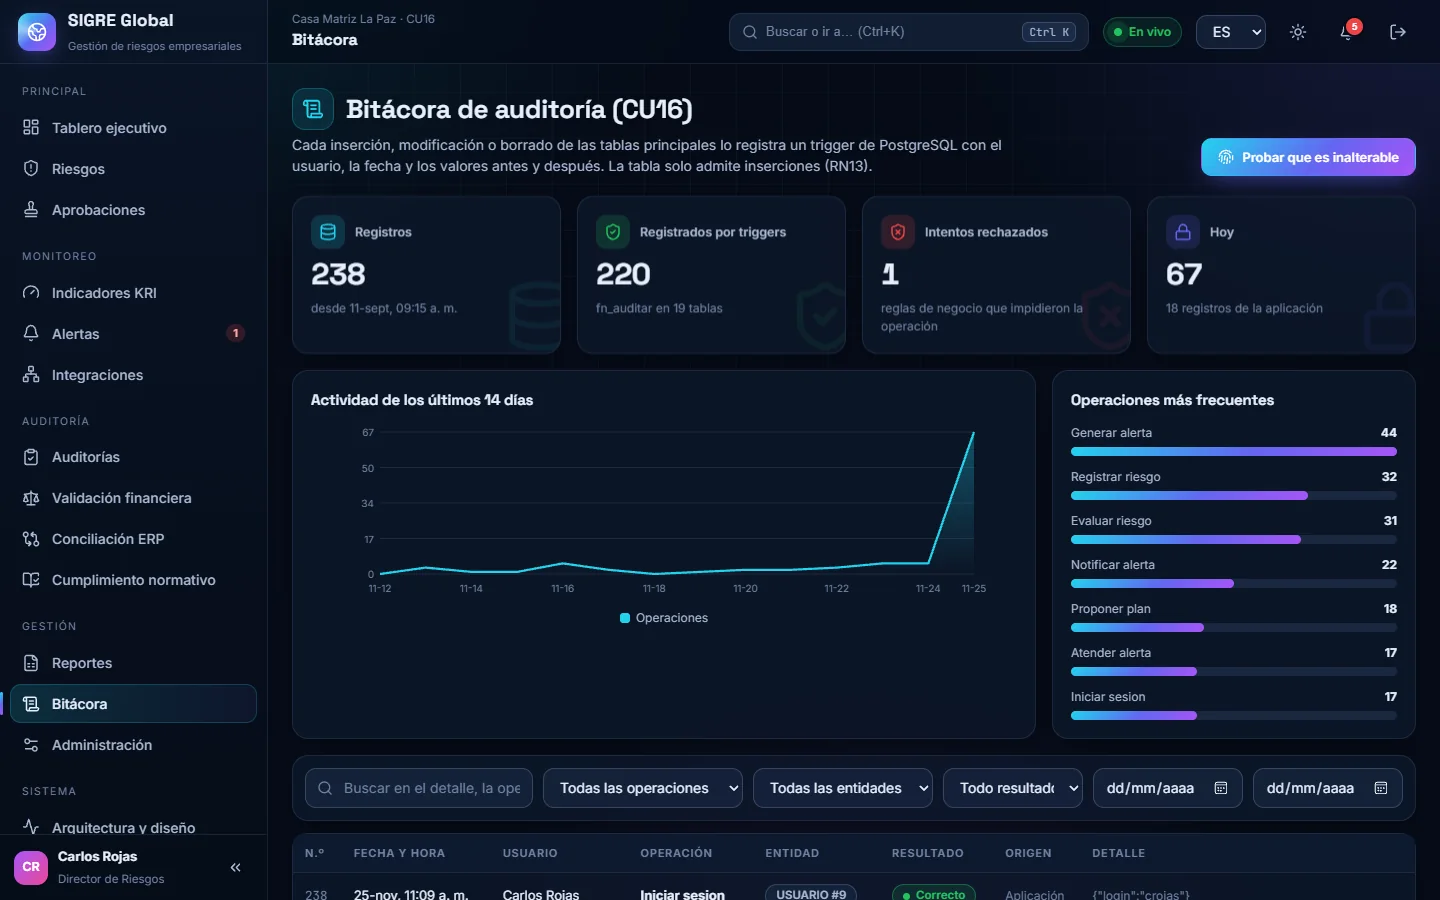 SIGRE Global
Gestión de riesgos empresariales
Casa Matriz La Paz · CU16
Bitácora
Buscar o ir a… (Ctrl+K)
Ctrl K
En vivo
ES
5
PRINCIPAL
Tablero ejecutivo
Riesgos
Aprobaciones
MONITOREO
Indicadores KRI
Alertas
1
Integraciones
AUDITORÍA
Auditorías
Validación financiera
Conciliación ERP
Cumplimiento normativo
GESTIÓN
Reportes
Bitácora
Administración
SISTEMA
Arquitectura y diseño
CR
Carlos Rojas
Director de Riesgos
Bitácora de auditoría (CU16)
Cada inserción, modificación o borrado de las tablas principales lo registra un trigger de PostgreSQL con el
usuario, la fecha y los valores antes y después. La tabla solo admite inserciones (RN13).
Probar que es inalterable
Registros
238
desde 11-sept, 09:15 a. m.
Registrados por triggers
220
fn_auditar en 19 tablas
Intentos rechazados
1
reglas de negocio que impidieron la
operación
Hoy
67
18 registros de la aplicación
Actividad de los últimos 14 días
67
50
34
17
0
11-12
11-14
11-16
11-18
11-20
11-22
11-24
11-25
Operaciones
Operaciones más frecuentes
Generar alerta 44
Registrar riesgo 32
Evaluar riesgo 31
Notificar alerta 22
Proponer plan 18
Atender alerta 17
Iniciar sesion 17
Buscar en el detalle, la ope
Todas las operaciones
Todas las entidades
Todo resultado
dd/mm/aaaa
dd/mm/aaaa
N.º FECHA Y HORA USUARIO OPERACIÓN ENTIDAD RESULTADO ORIGEN DETALLE
238 25-nov, 11:09 a. m. Carlos Rojas Iniciar sesion USUARIO #9 Correcto Aplicación {"login":"crojas"}